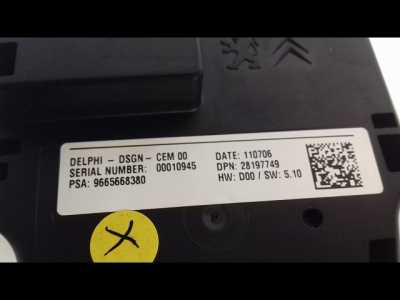 DELPHI - DSGN - CEM 00 DATE: 110706
SERIAL NUMBER: 00010945 DPN: 28197749
PSA: 9665668380 HW: D00 / SW: 5.10
X